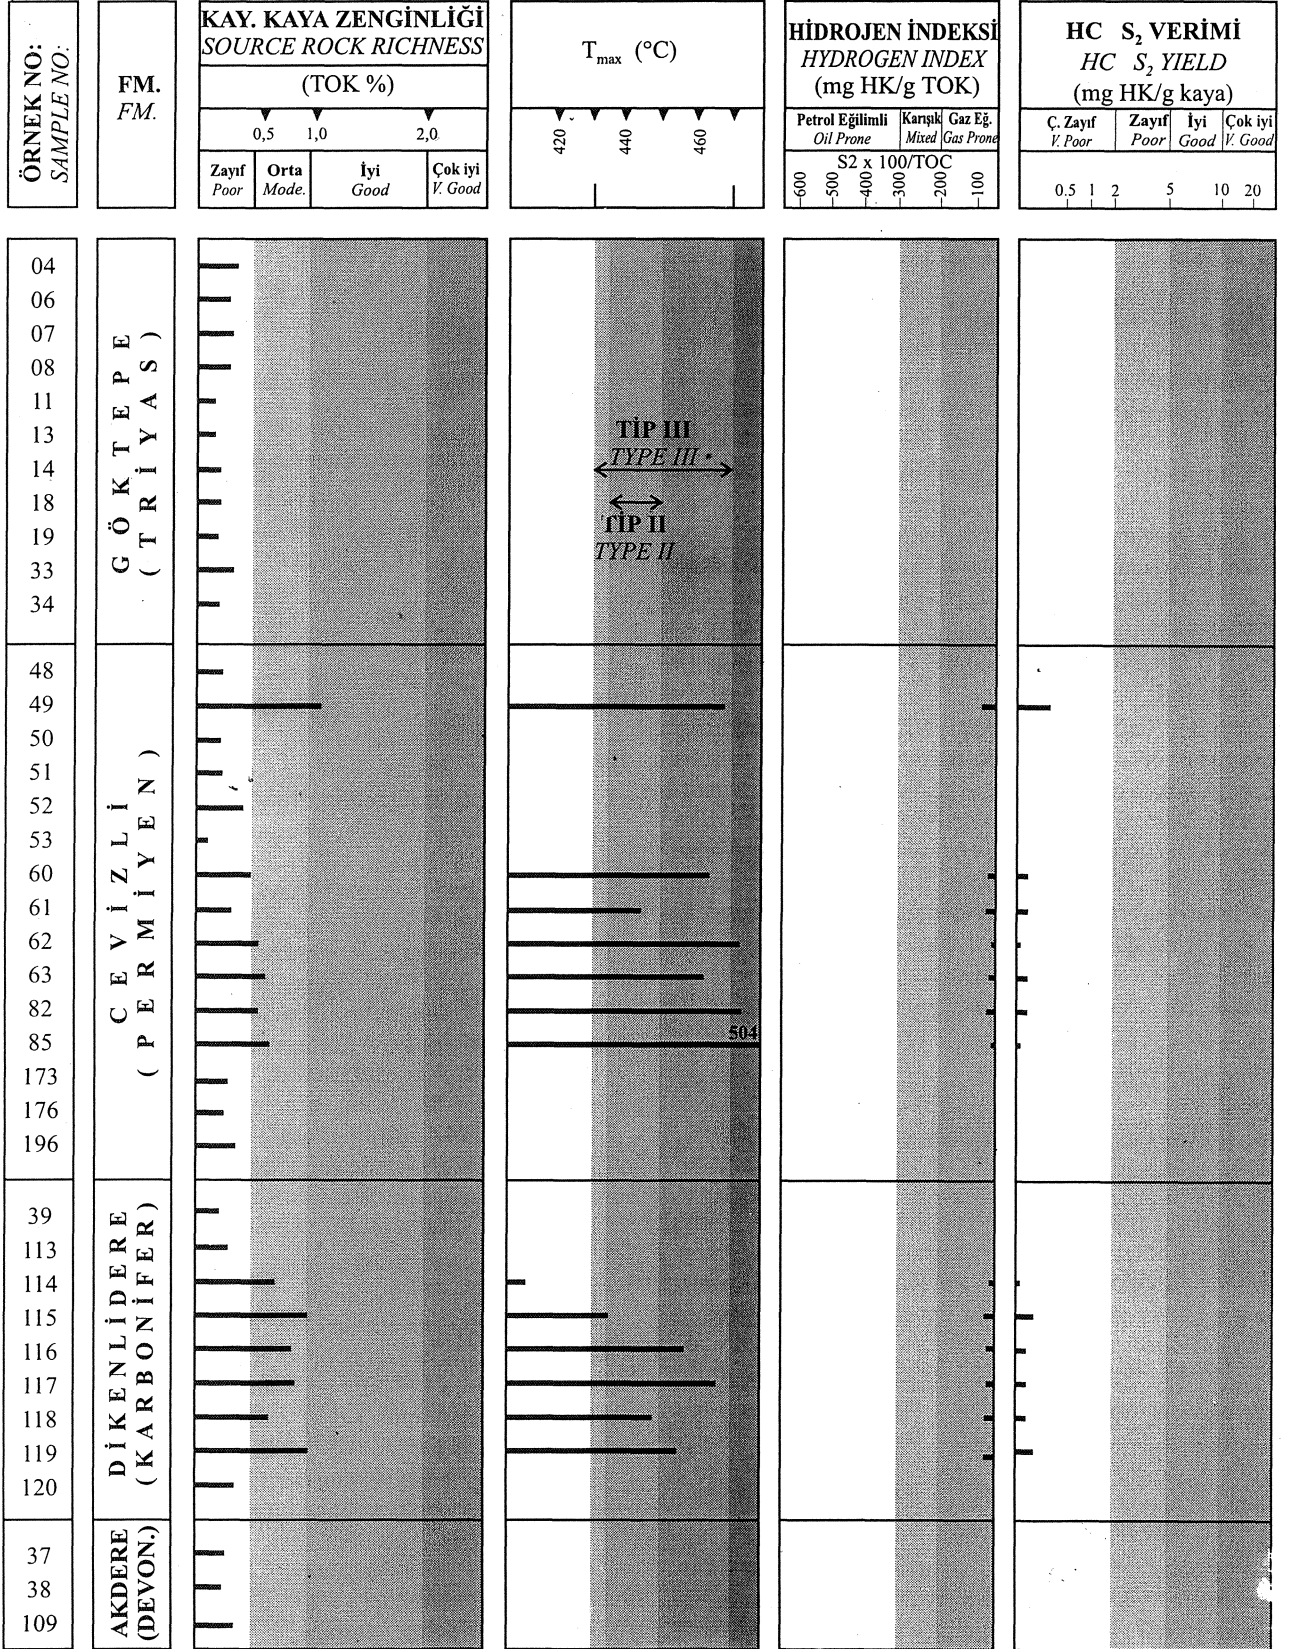 ÖRNEK NO:
SAMPLE NO:
FM.
FM.
KAY. KAYA ZENGİNLİĞİ
SOURCE ROCK RICHNESS
(TOK %)
0,5 1,0 2,0
Zayıf Orta İyi Çok iyi
Poor Mode. Good V. Good
Tmax (°C)
420 440 460
HİDROJEN İNDEKSİ
HYDROGEN INDEX
(mg HK/g TOK)
Petrol Eğilimli Karışık Gaz Eğ.
Oil Prone Mixed Gas Prone
S2 x 100/TOC
600 500 400 300 200 100
HC S2 VERİMİ
HC S2 YIELD
(mg HK/g kaya)
Ç. Zayıf Zayıf İyi Çok iyi
V. Poor Poor Good V. Good
0.5 1 2 5 10 20
GÖKTEPE
(TRİYAS)
04
06
07
08
11
13
14
18
19
33
34
TİP III
TYPE III
TİP II
TYPE II
CEVİZLİ
(PERMİYEN)
48
49
50
51
52
53
60
61
62
63
82
85
504
173
176
196
DİKENLİDERE
(KARBONİFER)
39
113
114
115
116
117
118
119
120
AKDERE
(DEVON.)
37
38
109